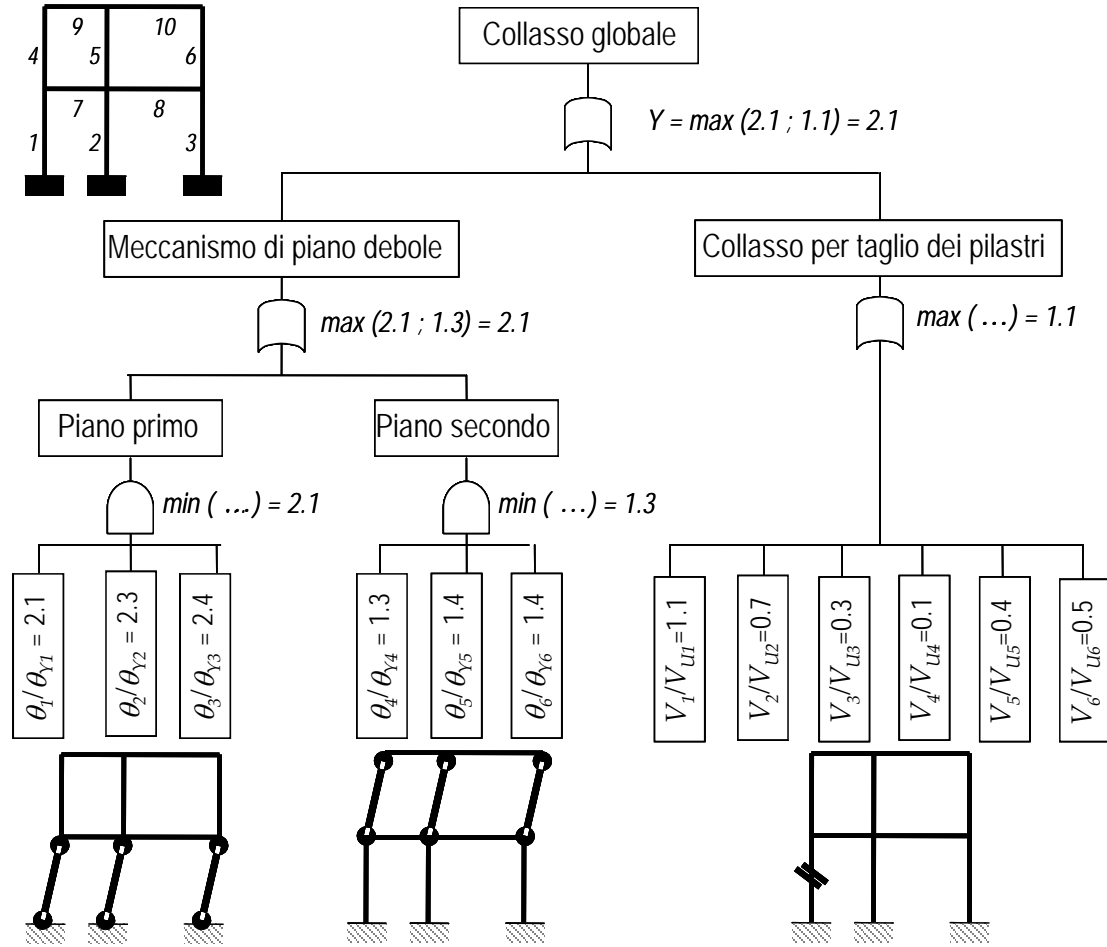 9 10
4 5 6
7 8
1 2 3
Collasso globale
Y = max (2.1 ; 1.1) = 2.1
Meccanismo di piano debole
Collasso per taglio dei pilastri
max (2.1 ; 1.3) = 2.1
max (...) = 1.1
Piano primo
Piano secondo
min ( ....) = 2.1
min ( ...) = 1.3
θ1/θY1 = 2.1
θ2/θY2 = 2.3
θ3/θY3 = 2.4
θ4/θY4 = 1.3
θ5/θY5 = 1.4
θ6/θY6 = 1.4
V1/VU1=1.1
V2/VU2=0.7
V3/VU3=0.3
V4/VU4=0.1
V5/VU5=0.4
V6/VU6=0.5